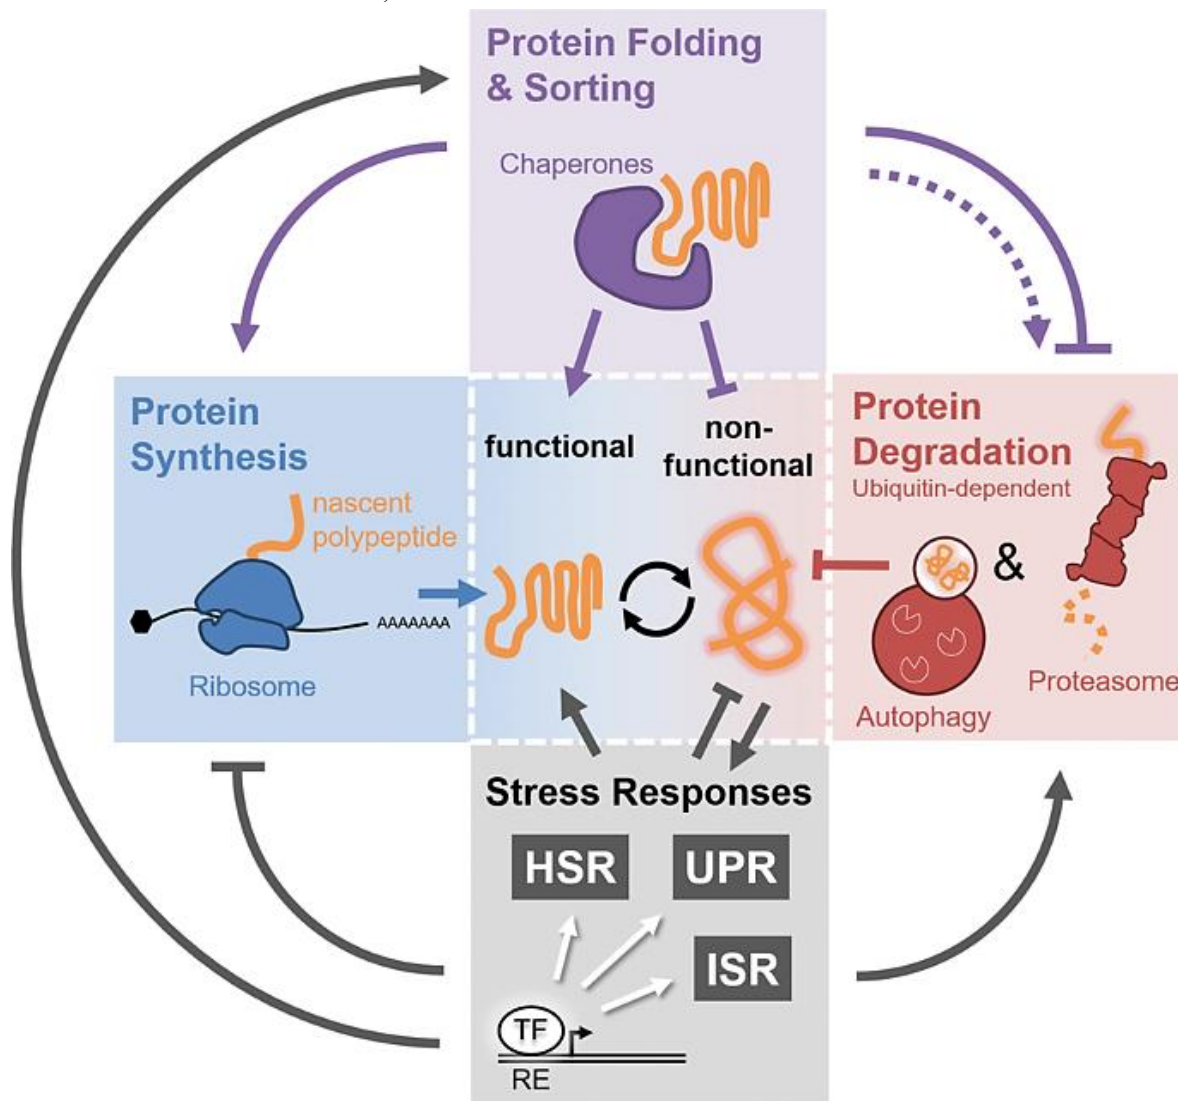 Protein Folding
& Sorting
Chaperones
Protein
Synthesis
nascent
polypeptide
AAAAAAA
Ribosome
functional
non-
functional
Protein
Degradation
Ubiquitin-dependent
&
Proteasome
Autophagy
Stress Responses
HSR
UPR
ISR
TF
RE